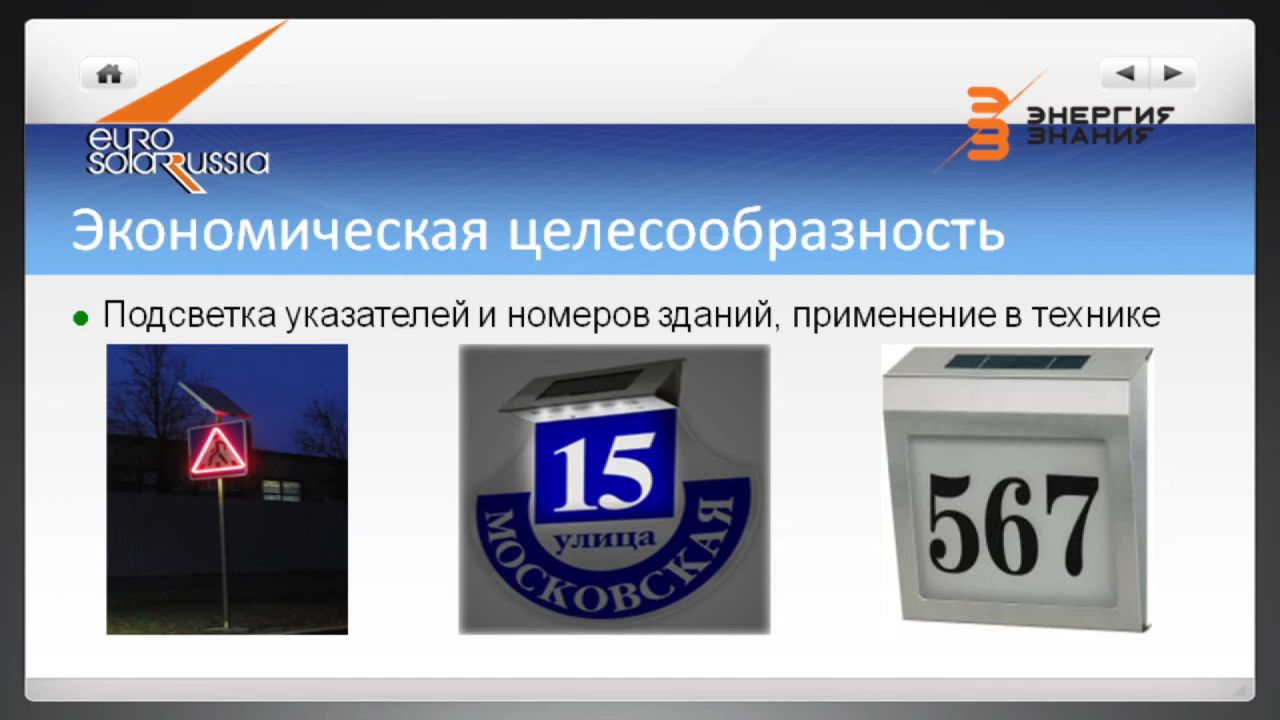 EURO
SOLARRUSSIA
ЭНЕРГИЯ
ЗНАНИЯ
Экономическая целесообразность
Подсветка указателей и номеров зданий, применение в технике
15
улица
МОСКОВСКАЯ
567